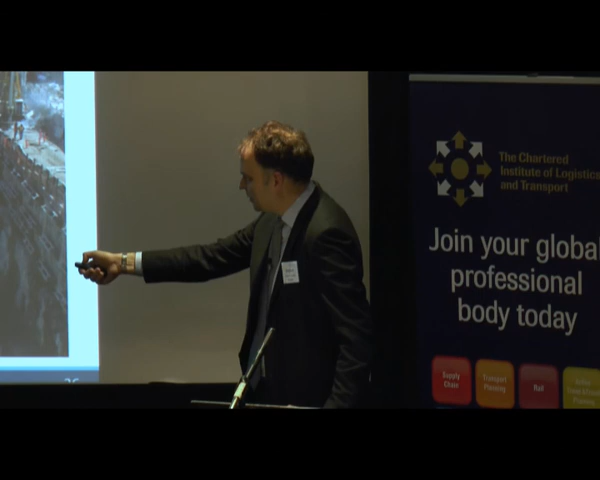 The Chartered
Institute of Logistics
and Transport
Join your global
professional
body today
Supply
Chain
Transport
Planning
Rail